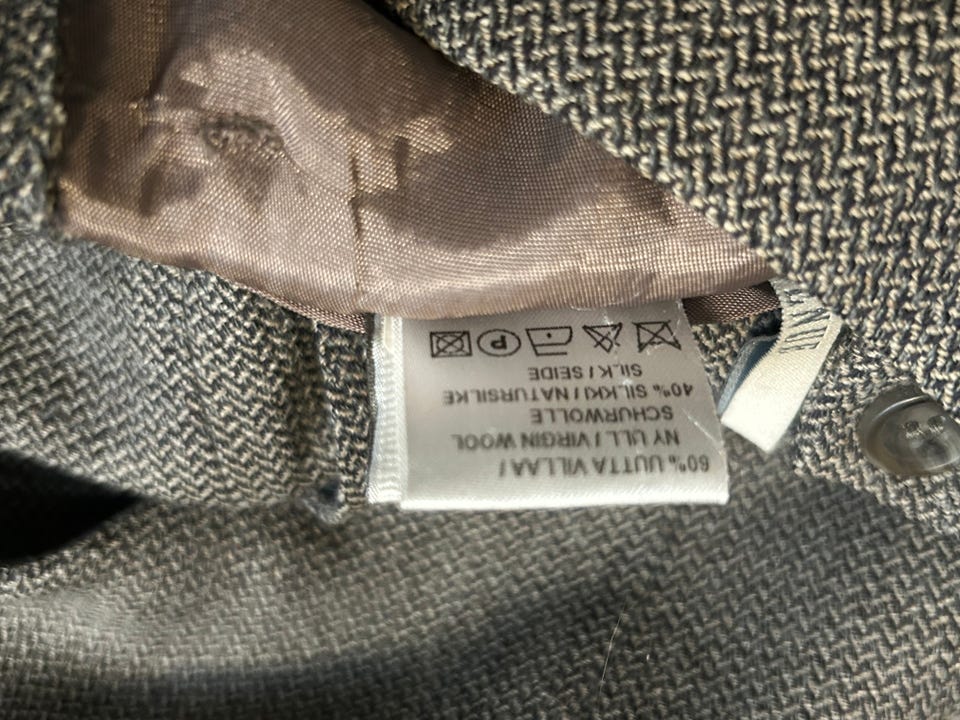 60% UUTTA VILLAA /
NY ULL / VIRGIN WOOL
SCHURWOLLE
40% SILKKI / NATURSILKE
SILK / SEIDE
P